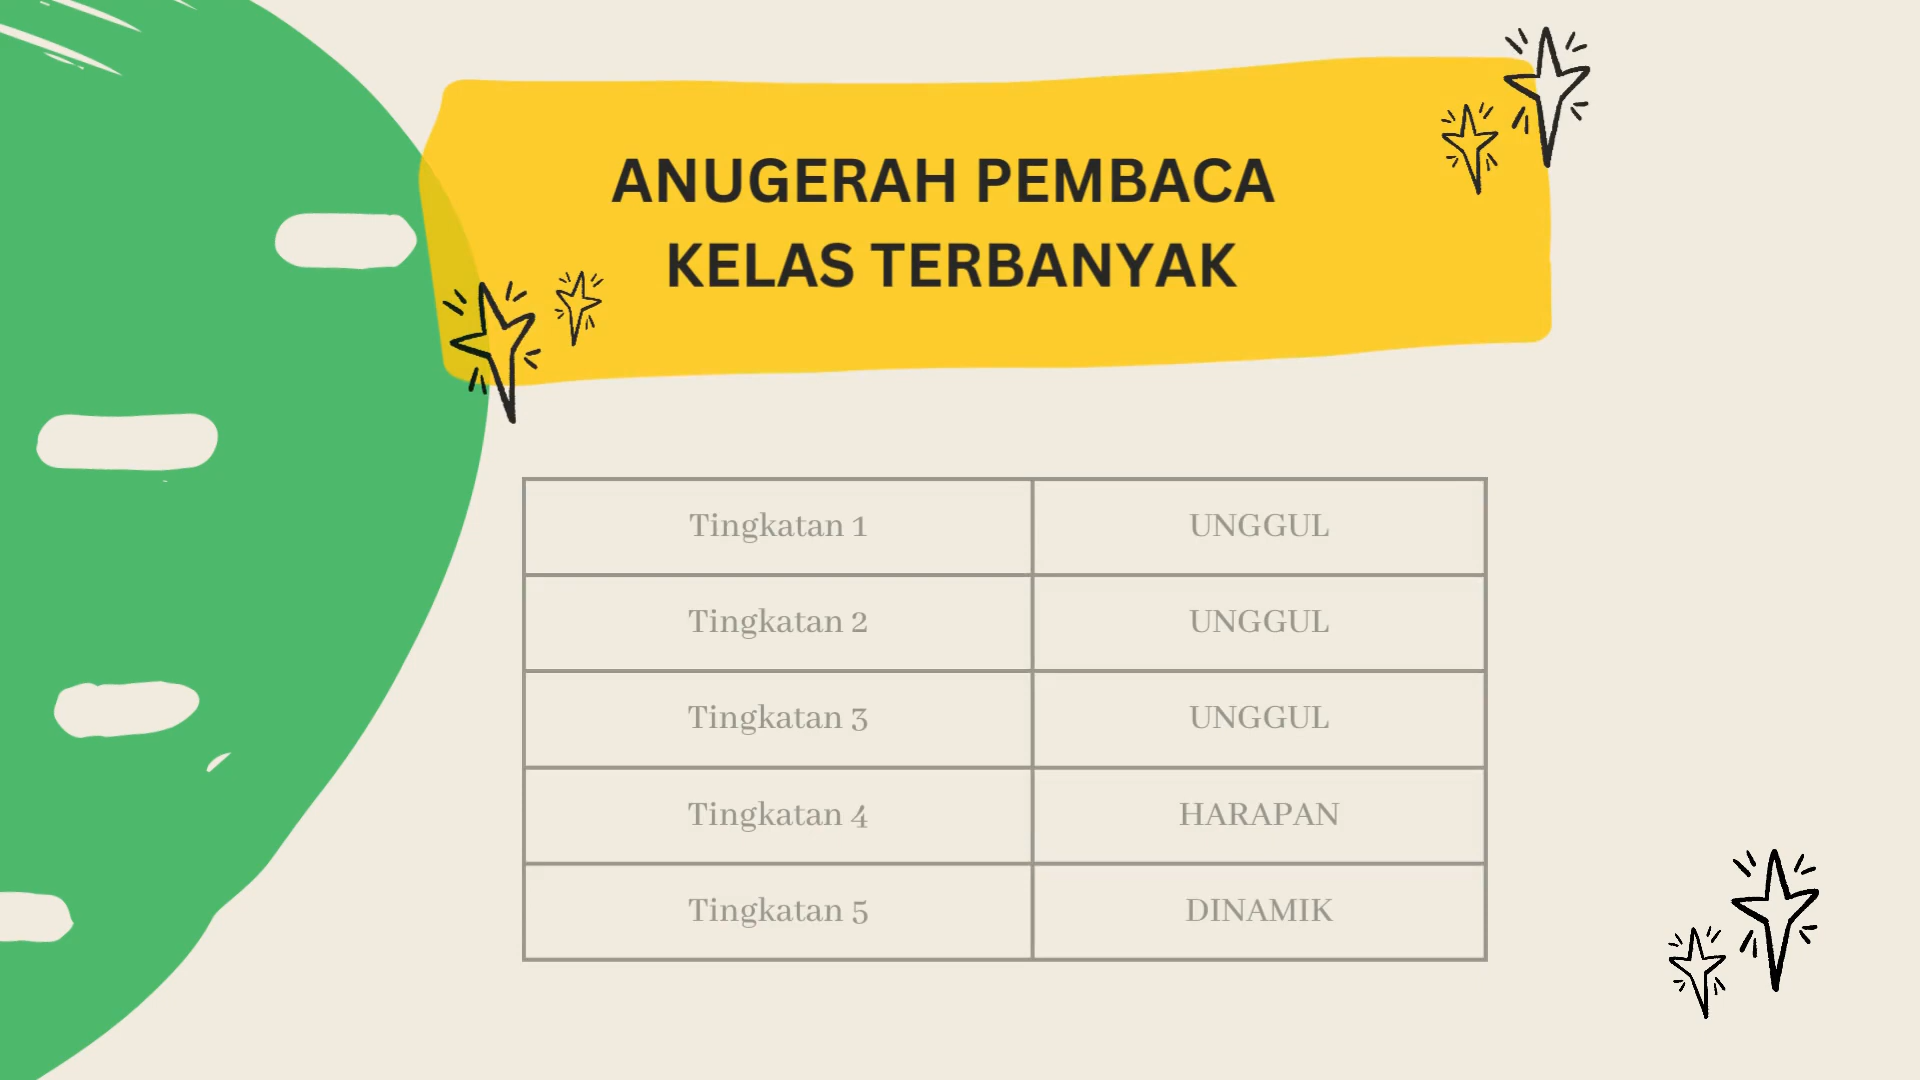 ANUGERAH PEMBACA
KELAS TERBANYAK
Tingkatan 1 UNGGUL
Tingkatan 2 UNGGUL
Tingkatan 3 UNGGUL
Tingkatan 4 HARAPAN
Tingkatan 5 DINAMIK